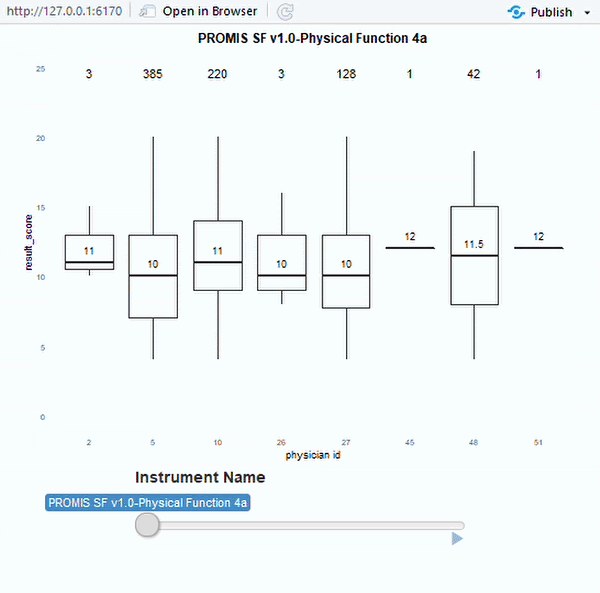 http://127.0.0.1:6170 Open in Browser Publish
PROMIS SF v1.0-Physical Function 4a
25
3 385 220 3 128 1 42 1
20
15
result_score
11 10 11 10 10 12 11.5 12
10
5
0
2 5 10 26 27 45 48 51
physician id
Instrument Name
PROMIS SF v1.0-Physical Function 4a